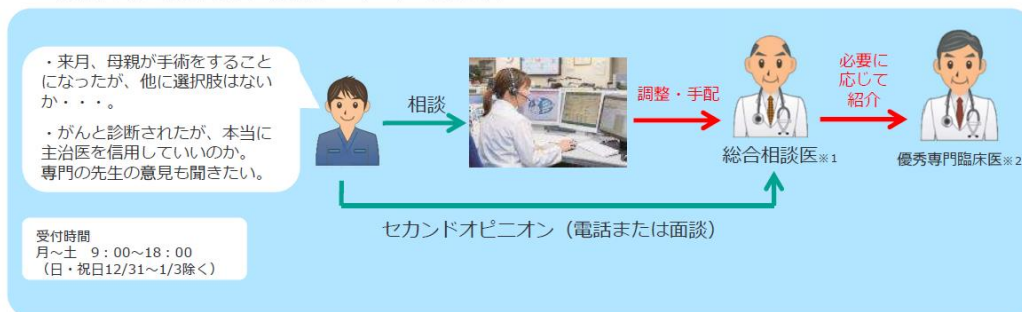 ・来月、母親が手術をすること
になったが、他に選択肢はない
か・・・。
・がんと診断されたが、本当に
主治医を信用していいのか。
専門の先生の意見も聞きたい。
相談
調整・手配
必要に
応じて
紹介
総合相談医※1
優秀専門臨床医※2
セカンドオピニオン（電話または面談）
受付時間
月～土　9：00～18：00
（日・祝日12/31～1/3除く）